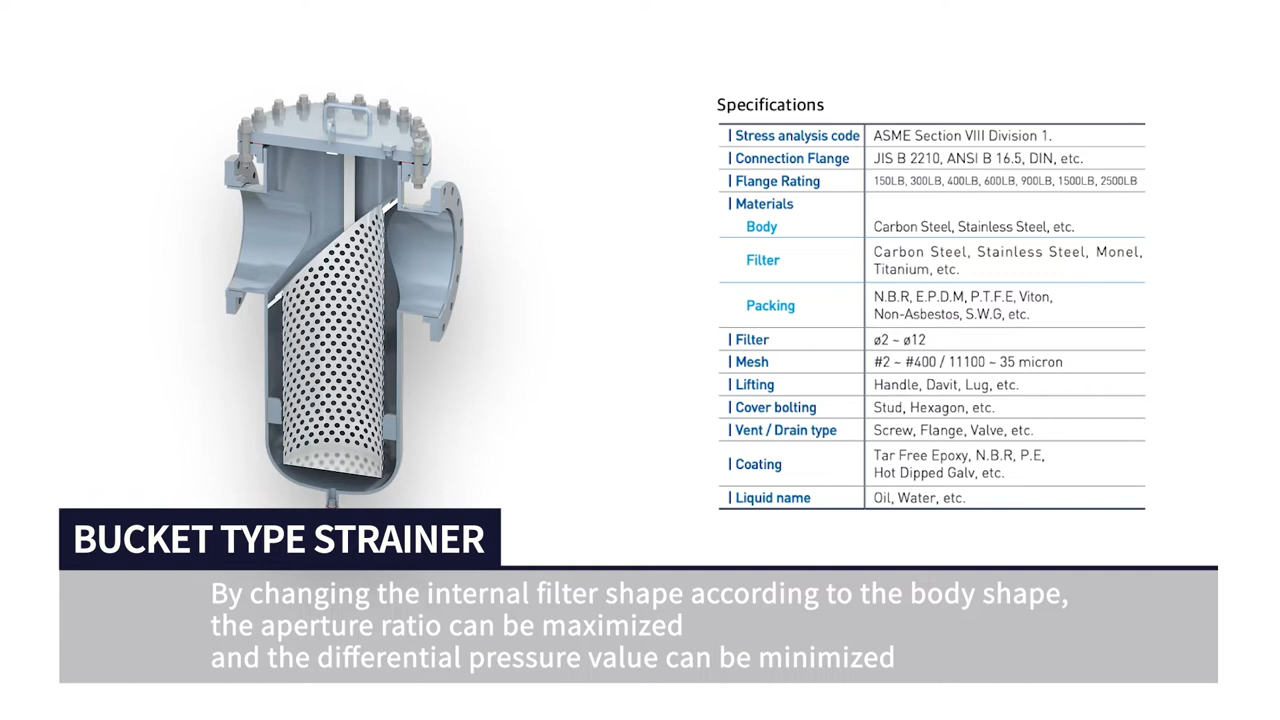 Specifications
Stress analysis code ASME Section VIII Division 1.
Connection Flange JIS B 2210, ANSI B 16.5, DIN, etc.
Flange Rating 150LB, 300LB, 400LB, 600LB, 900LB, 1500LB, 2500LB
Materials
Body Carbon Steel, Stainless Steel, etc.
Filter Carbon Steel, Stainless Steel, Monel,
Titanium, etc.
Packing N.B.R, E.P.D.M, P.T.F.E, Viton,
Non-Asbestos, S.W.G, etc.
Filter ø2 ~ ø12
Mesh #2 ~ #400 / 11100 ~ 35 micron
Lifting Handle, Davit, Lug, etc.
Cover bolting Stud, Hexagon, etc.
Vent / Drain type Screw, Flange, Valve, etc.
Coating Tar Free Epoxy, N.B.R, P.E,
Hot Dipped Galv, etc.
Liquid name Oil, Water, etc.
BUCKET TYPE STRAINER
By changing the internal filter shape according to the body shape,
the aperture ratio can be maximized
and the differential pressure value can be minimized